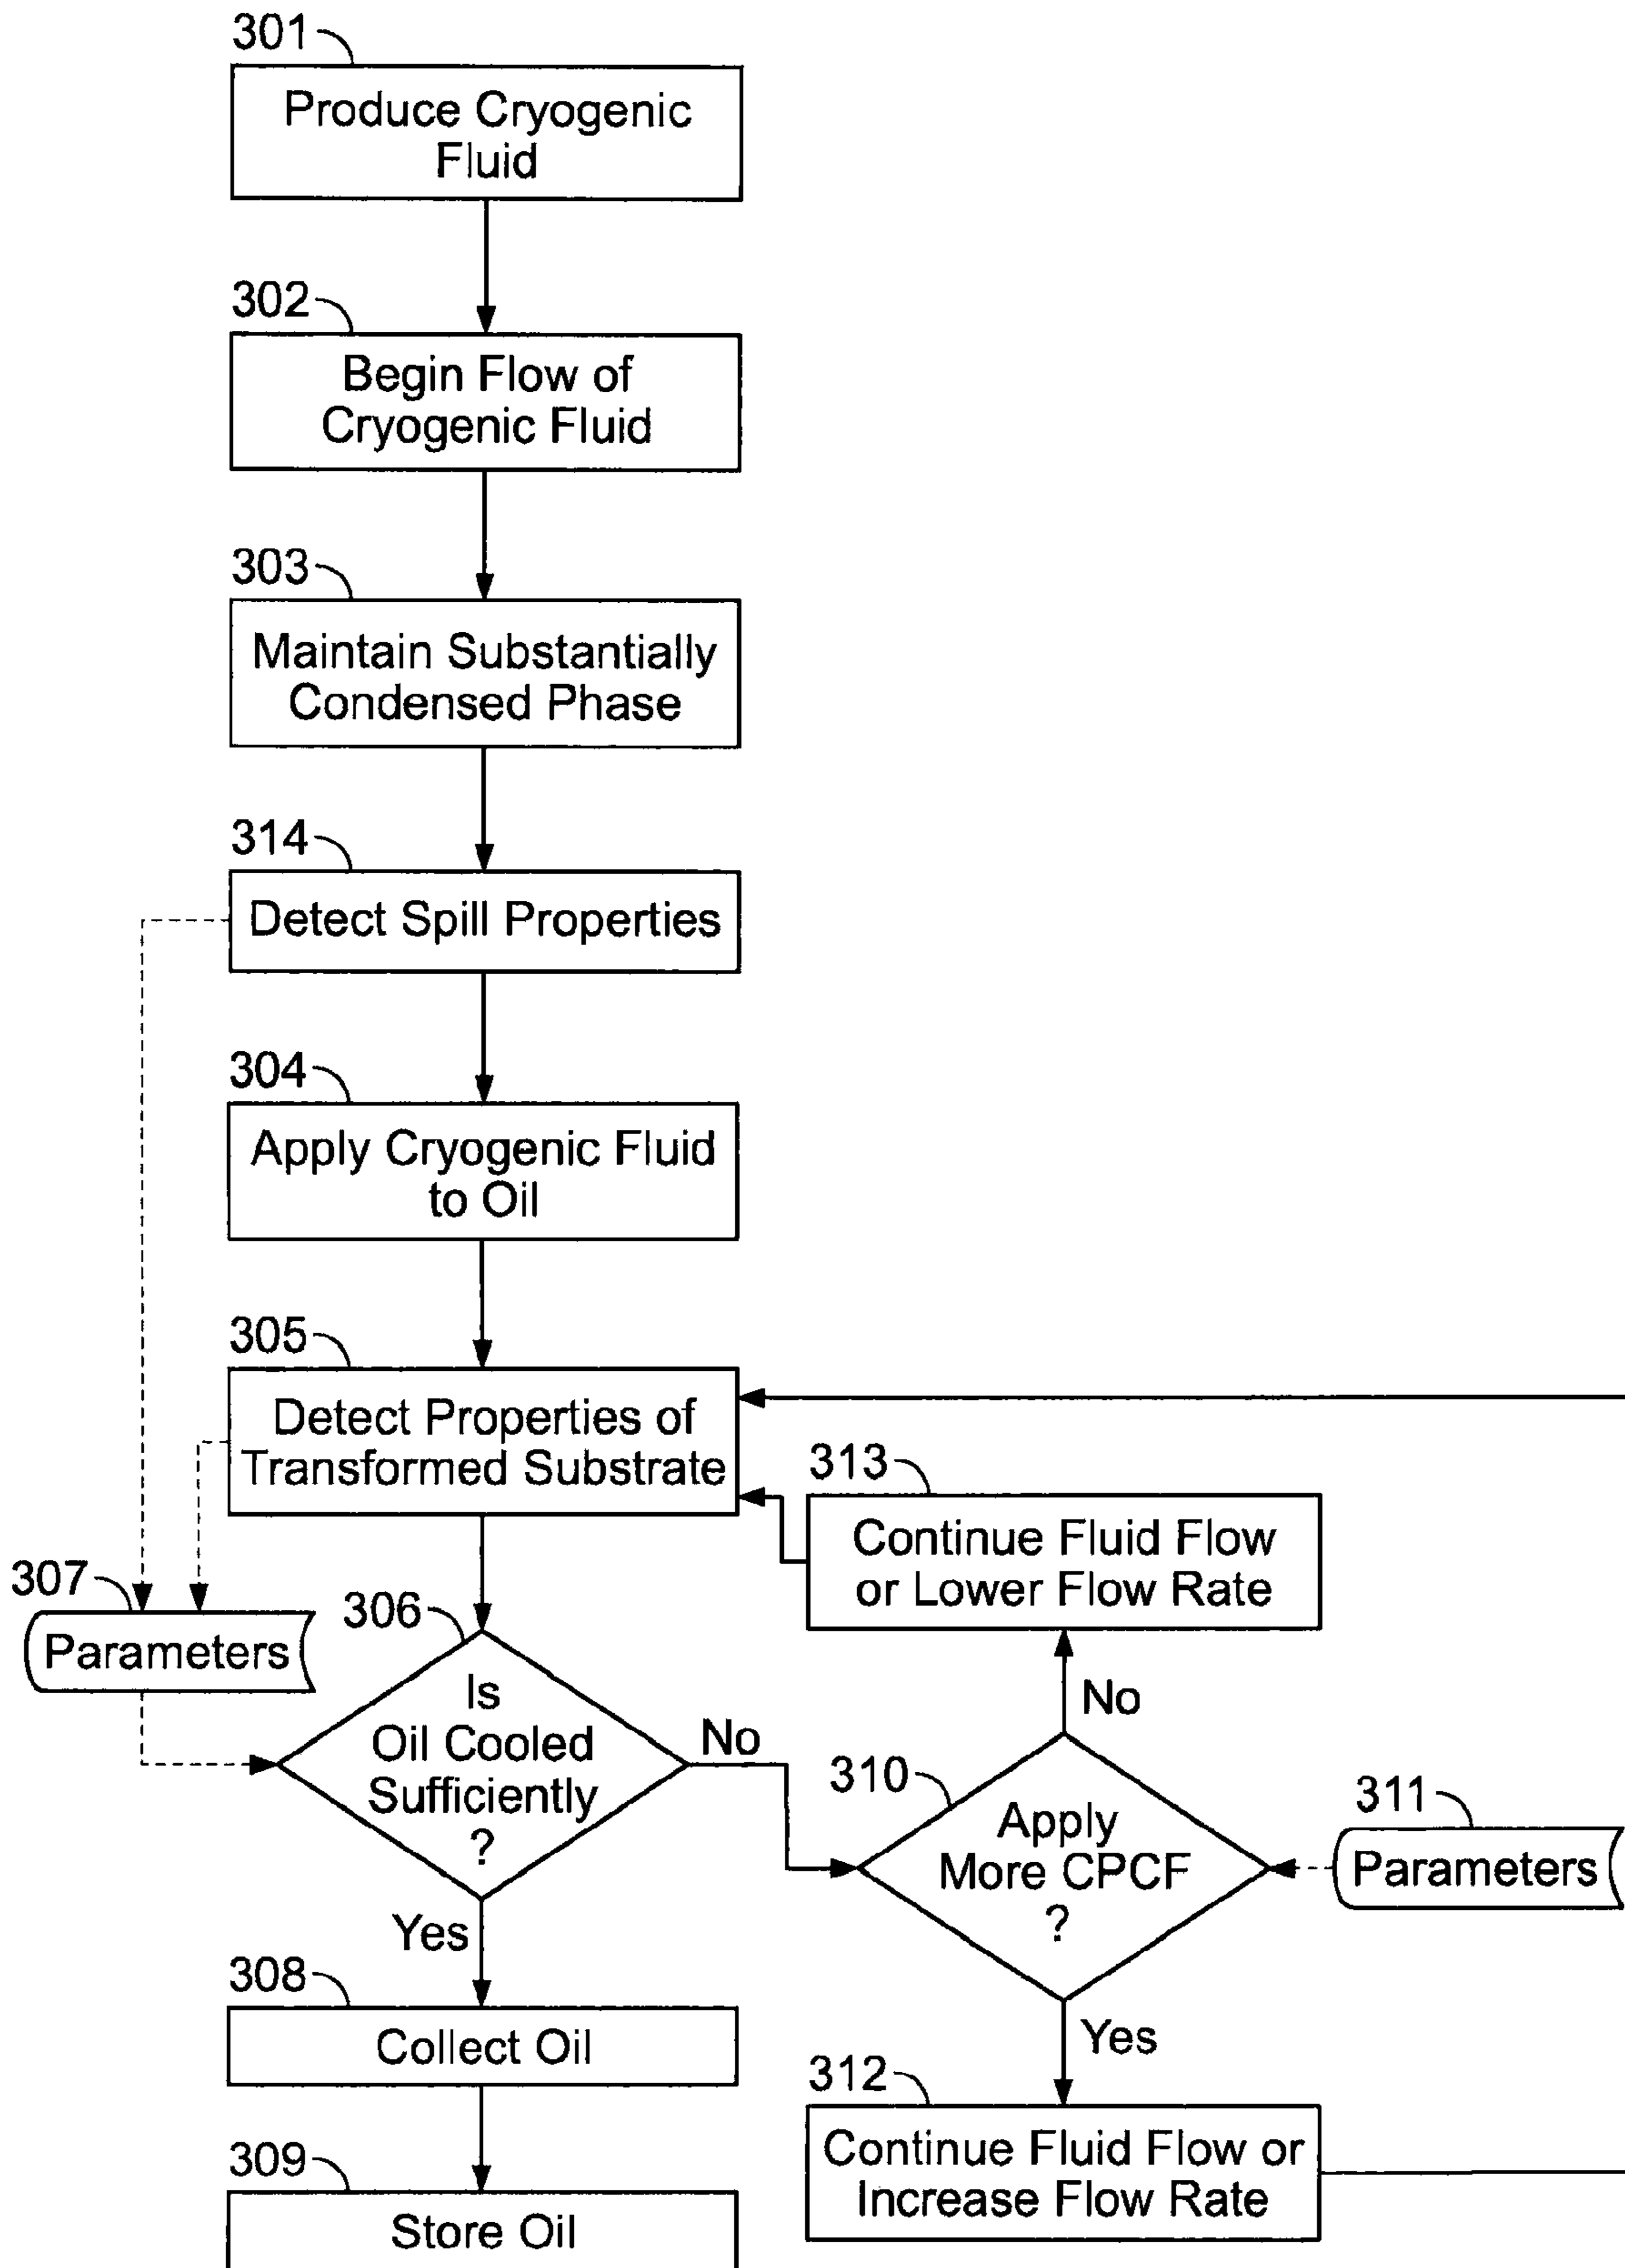 301
Produce Cryogenic
Fluid
302
Begin Flow of
Cryogenic Fluid
303
Maintain Substantially
Condensed Phase
314
Detect Spill Properties
304
Apply Cryogenic Fluid
to Oil
305
Detect Properties of
Transformed Substrate
313
Continue Fluid Flow
or Lower Flow Rate
307
Parameters
306
Is
Oil Cooled
Sufficiently
?
No
No
310
Apply
More CPCF
?
311
Parameters
Yes
308
Collect Oil
Yes
312
Continue Fluid Flow or
Increase Flow Rate
309
Store Oil